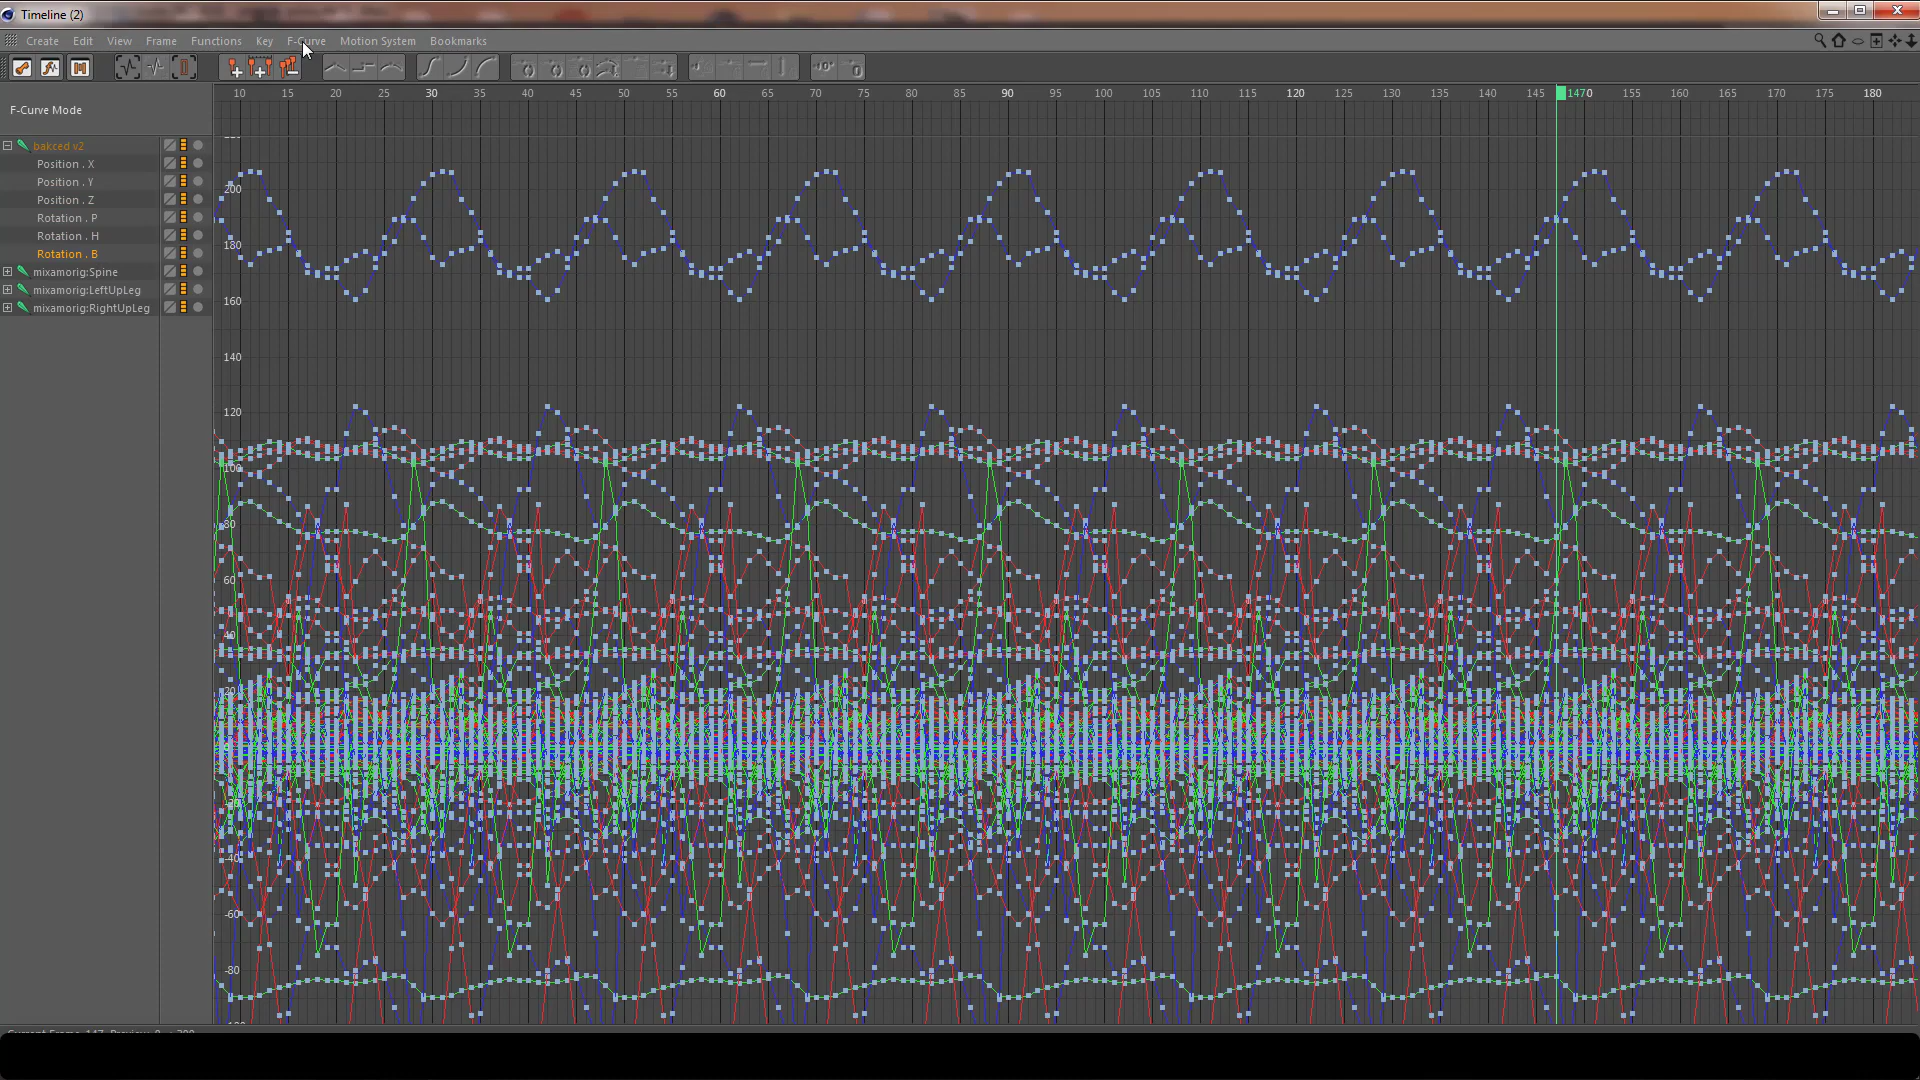 Timeline (2)
Create Edit View Frame Functions Key F-Curve Motion System Bookmarks
F-Curve Mode
10 15 20 25 30 35 40 45 50 55 60 65 70 75 80 85 90 95 100 105 110 115 120 125 130 135 140 145 1470 155 160 165 170 175 180
bakced v2
Position . X
Position . Y
Position . Z
Rotation . P
Rotation . H
Rotation . B
mixamorig:Spine
mixamorig:LeftUpLeg
mixamorig:RightUpLeg
200
180
160
140
120
100
80
60
40
20
-40
-60
-80